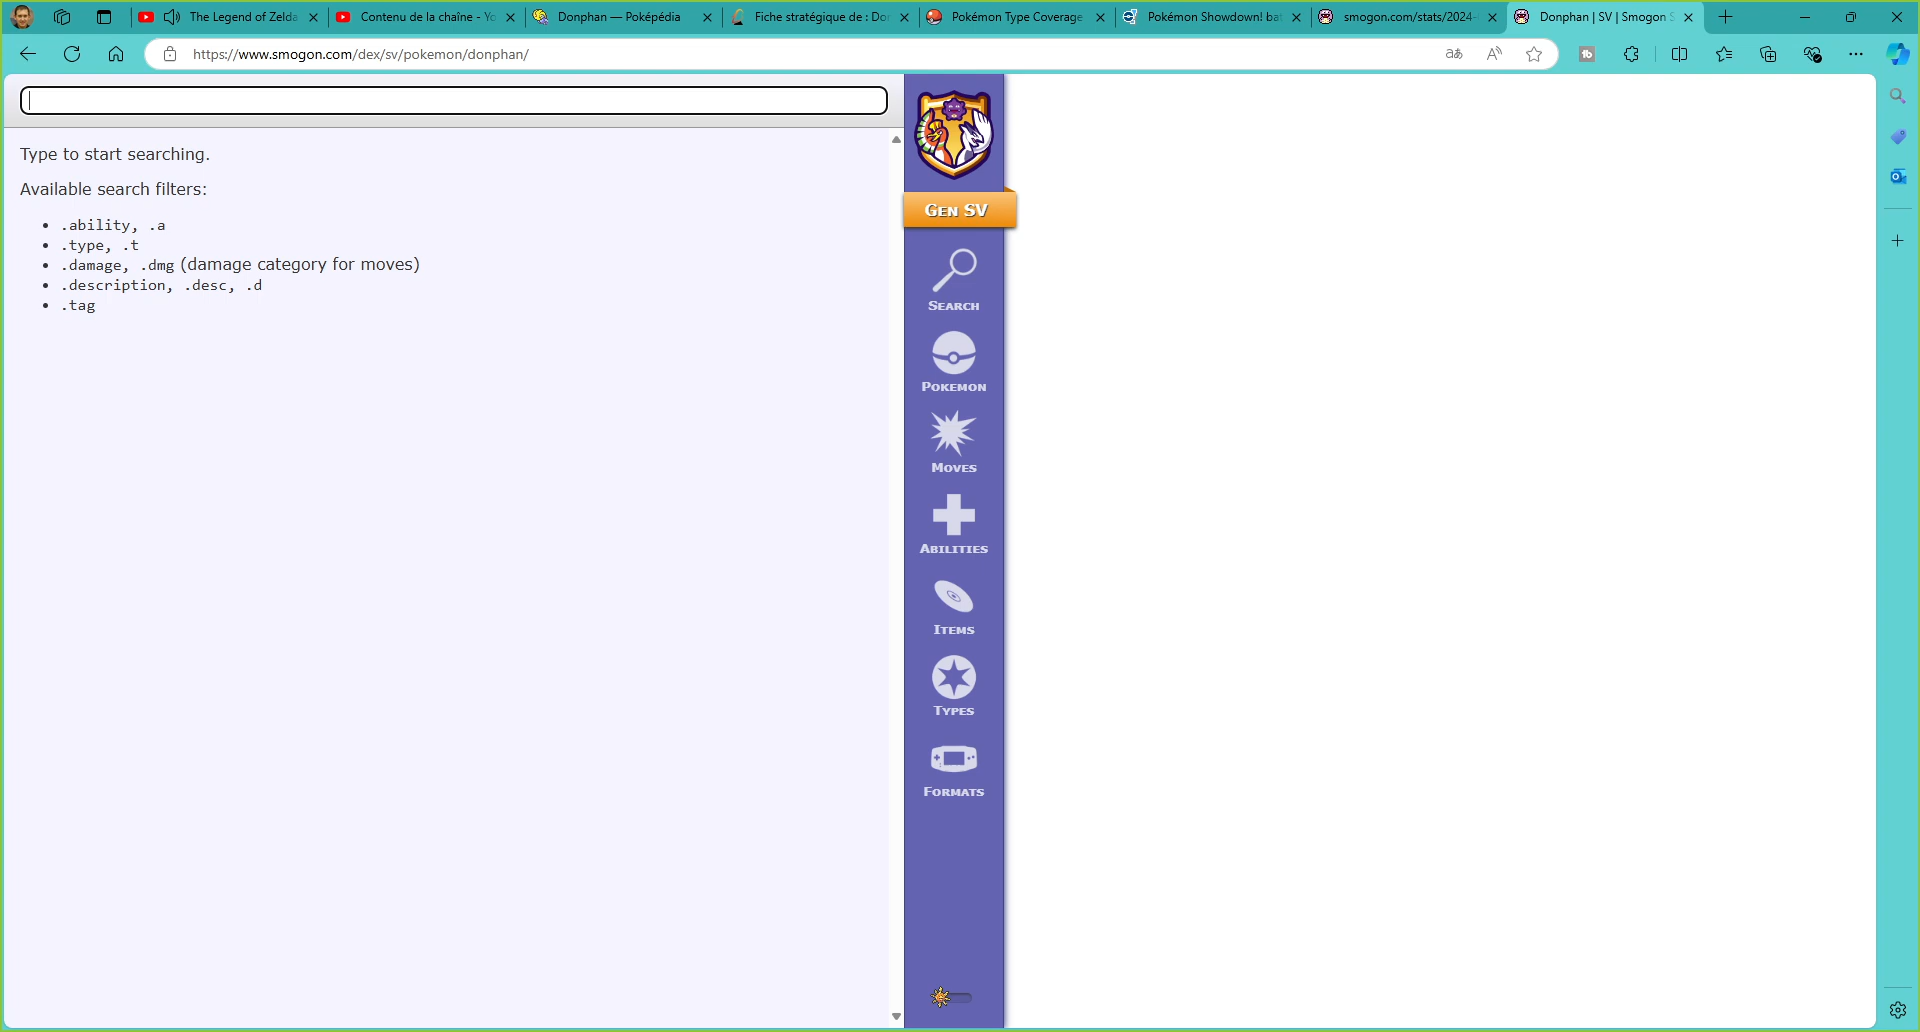 The Legend of Zelda
Contenu de la chaîne - Yo
Donphan — Poképédia
Fiche stratégique de : Don
Pokémon Type Coverage
Pokémon Showdown! bat
smogon.com/stats/2024-
Donphan | SV | Smogon S
https://www.smogon.com/dex/sv/pokemon/donphan/
Type to start searching.
Available search filters:
.ability, .a
.type, .t
.damage, .dmg (damage category for moves)
.description, .desc, .d
.tag
GEN SV
SEARCH
POKEMON
MOVES
ABILITIES
ITEMS
TYPES
FORMATS